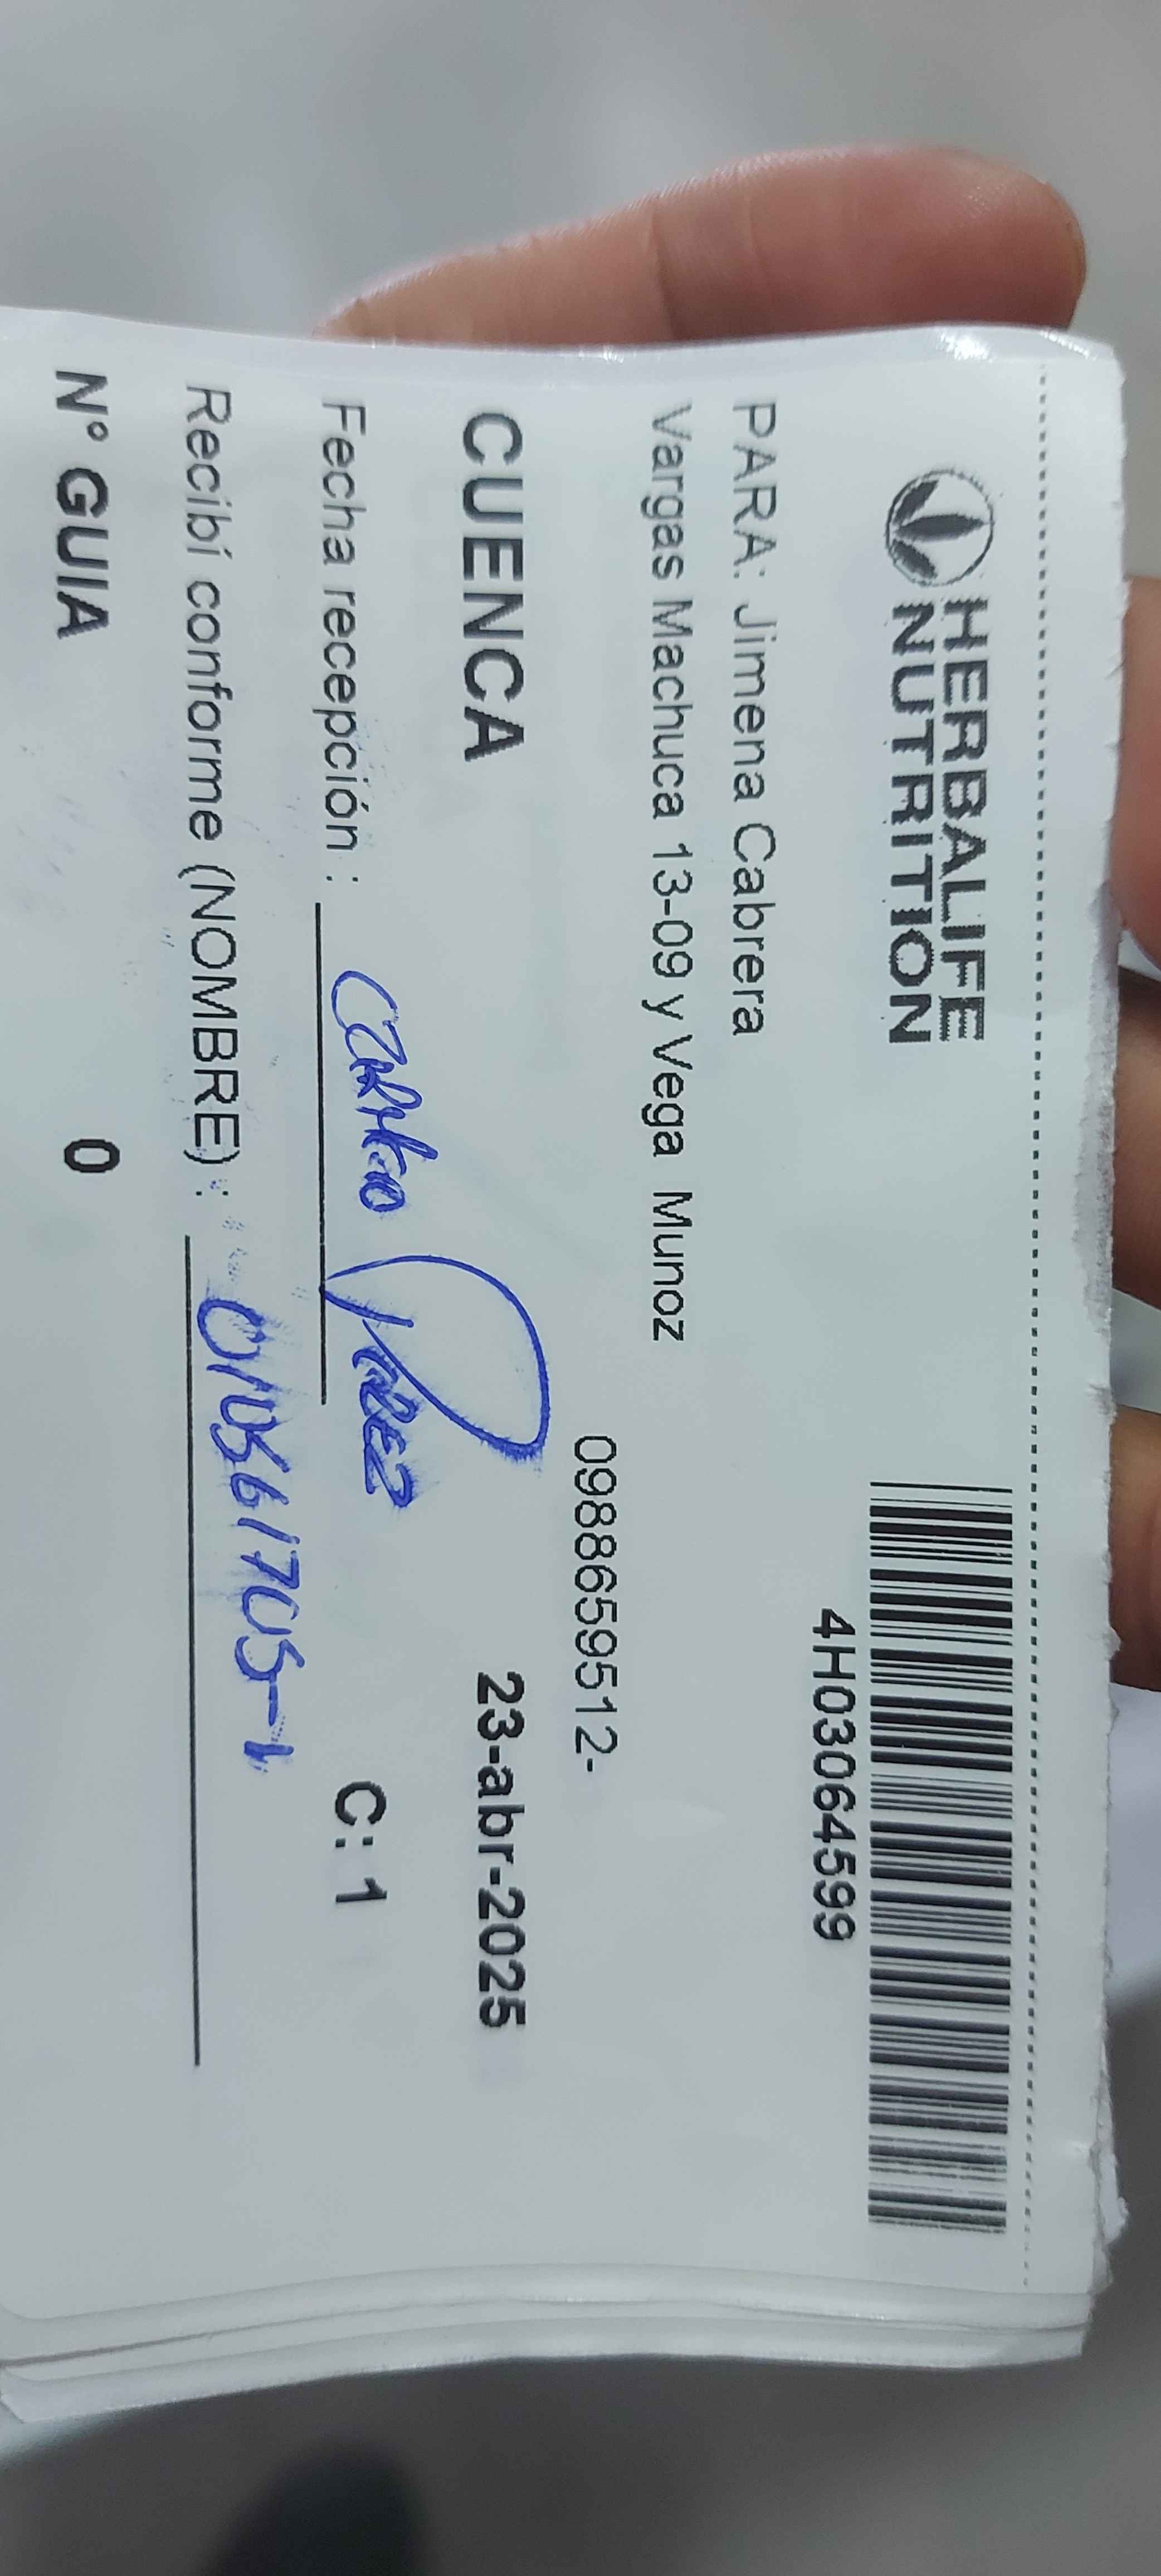 HERBALIFE
NUTRITION
4H03064599
PARA: Jimena Cabrera
Vargas Machuca 13-09 y Vega Munoz
0988659512-
CUENCA 23-abr-2025
Fecha recepción : C: 1
Recibí conforme (NOMBRE) :
N° GUIA 0